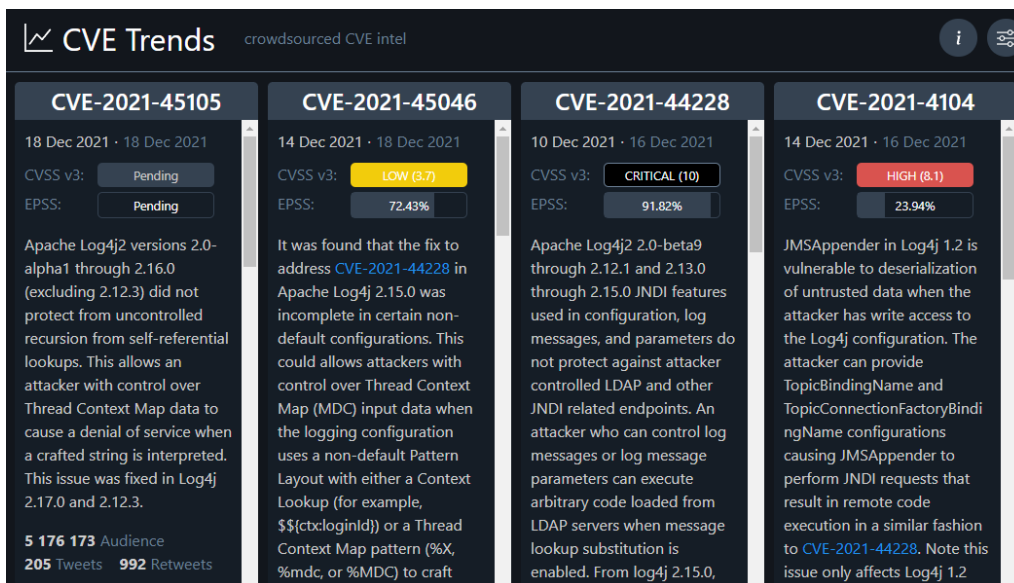 CVE Trends crowdsourced CVE intel i
CVE-2021-45105
18 Dec 2021 · 18 Dec 2021
CVSS v3: Pending
EPSS: Pending
Apache Log4j2 versions 2.0-
alpha1 through 2.16.0
(excluding 2.12.3) did not
protect from uncontrolled
recursion from self-referential
lookups. This allows an
attacker with control over
Thread Context Map data to
cause a denial of service when
a crafted string is interpreted.
This issue was fixed in Log4j
2.17.0 and 2.12.3.
5 176 173 Audience
205 Tweets 992 Retweets
CVE-2021-45046
14 Dec 2021 · 18 Dec 2021
CVSS v3: LOW (3.7)
EPSS: 72.43%
It was found that the fix to
address CVE-2021-44228 in
Apache Log4j 2.15.0 was
incomplete in certain non-
default configurations. This
could allows attackers with
control over Thread Context
Map (MDC) input data when
the logging configuration
uses a non-default Pattern
Layout with either a Context
Lookup (for example,
$${ctx:loginId}) or a Thread
Context Map pattern (%X,
%mdc, or %MDC) to craft
CVE-2021-44228
10 Dec 2021 · 16 Dec 2021
CVSS v3: CRITICAL (10)
EPSS: 91.82%
Apache Log4j2 2.0-beta9
through 2.12.1 and 2.13.0
through 2.15.0 JNDI features
used in configuration, log
messages, and parameters do
not protect against attacker
controlled LDAP and other
JNDI related endpoints. An
attacker who can control log
messages or log message
parameters can execute
arbitrary code loaded from
LDAP servers when message
lookup substitution is
enabled. From log4j 2.15.0,
CVE-2021-4104
14 Dec 2021 · 16 Dec 2021
CVSS v3: HIGH (8.1)
EPSS: 23.94%
JMSAppender in Log4j 1.2 is
vulnerable to deserialization
of untrusted data when the
attacker has write access to
the Log4j configuration. The
attacker can provide
TopicBindingName and
TopicConnectionFactoryBindi
ngName configurations
causing JMSAppender to
perform JNDI requests that
result in remote code
execution in a similar fashion
to CVE-2021-44228. Note this
issue only affects Log4j 1.2